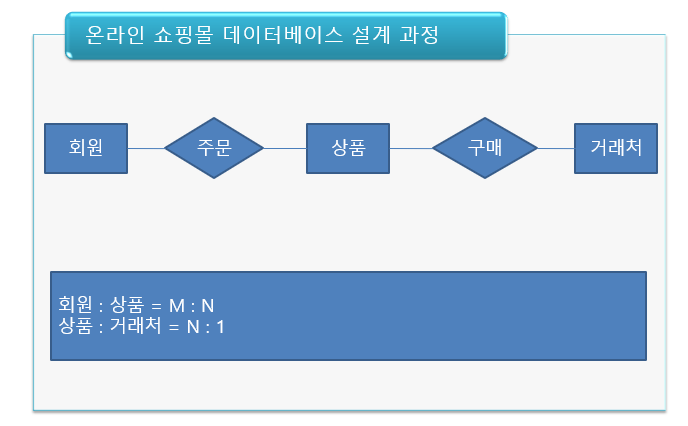 온라인 쇼핑몰 데이터베이스 설계 과정
회원 주문 상품 구매 거래처
회원 : 상품 = M : N
상품 : 거래처 = N : 1